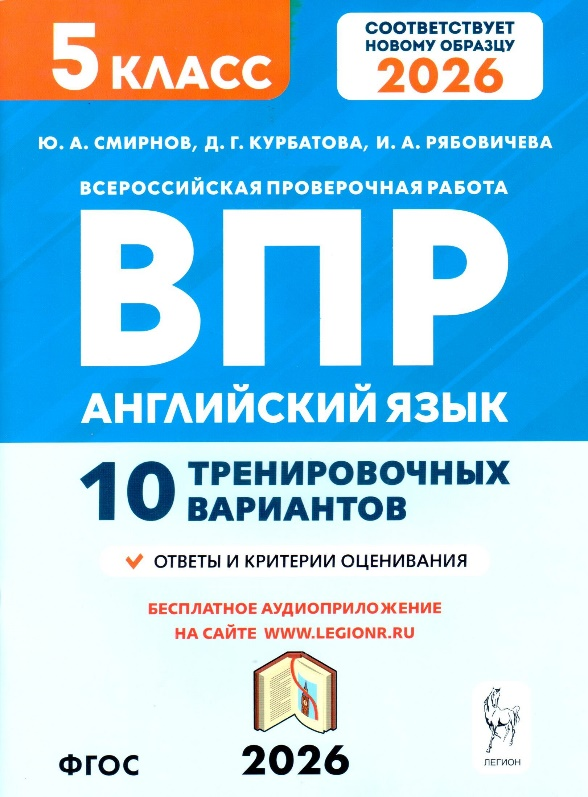 5 КЛАСС
СООТВЕТСТВУЕТ
НОВОМУ ОБРАЗЦУ
2026
Ю. А. СМИРНОВ, Д. Г. КУРБАТОВА, И. А. РЯБОВИЧЕВА
ВСЕРОССИЙСКАЯ ПРОВЕРОЧНАЯ РАБОТА
ВПР
АНГЛИЙСКИЙ ЯЗЫК
10 ТРЕНИРОВОЧНЫХ
ВАРИАНТОВ
ОТВЕТЫ И КРИТЕРИИ ОЦЕНИВАНИЯ
БЕСПЛАТНОЕ АУДИОПРИЛОЖЕНИЕ
НА САЙТЕ WWW.LEGIONR.RU
ФГОС
2026
ЛЕГИОН